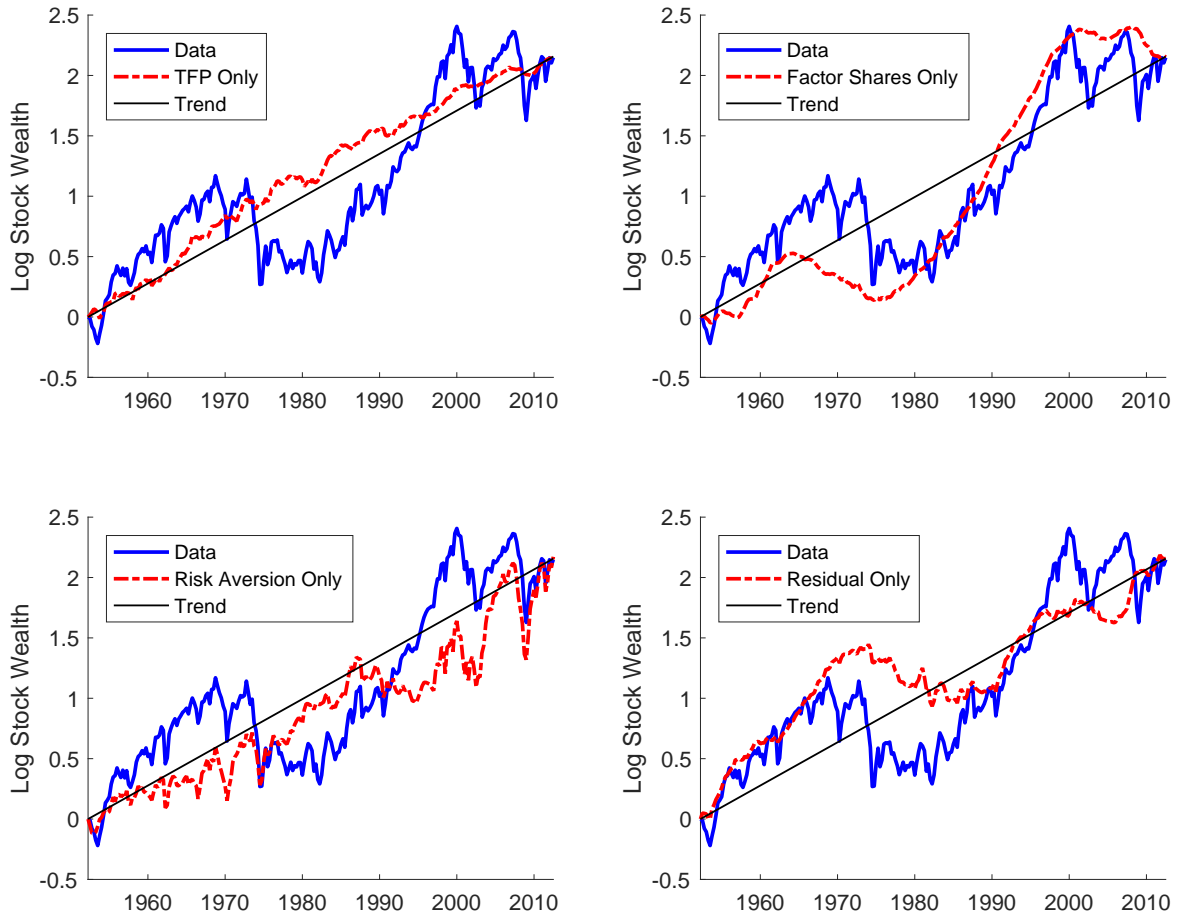 2.5
2
1.5
1
0.5
0
-0.5
Log Stock Wealth
Data
TFP Only
Trend
1960 1970 1980 1990 2000 2010
2.5
2
1.5
1
0.5
0
-0.5
Log Stock Wealth
Data
Factor Shares Only
Trend
1960 1970 1980 1990 2000 2010
2.5
2
1.5
1
0.5
0
-0.5
Log Stock Wealth
Data
Risk Aversion Only
Trend
1960 1970 1980 1990 2000 2010
2.5
2
1.5
1
0.5
0
-0.5
Log Stock Wealth
Data
Residual Only
Trend
1960 1970 1980 1990 2000 2010